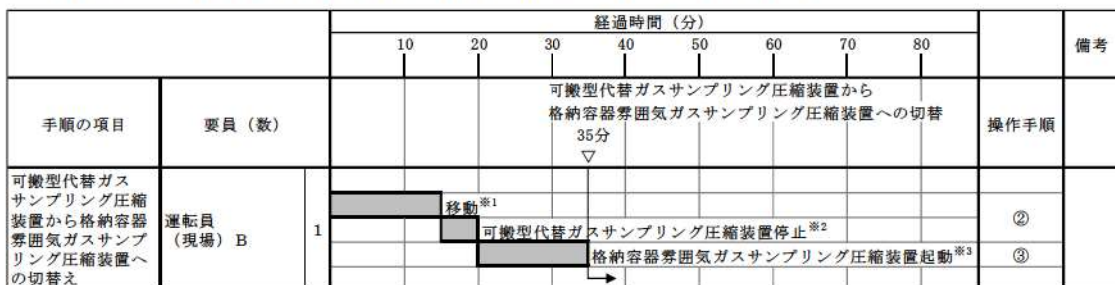 経過時間（分）
10 20 30 40 50 60 70 80
備考
手順の項目
要員（数）
可搬型代替ガスサンプリング圧縮装置から
格納容器雰囲気ガスサンプリング圧縮装置への切替
35分
▽
操作手順
可搬型代替ガス
サンプリング圧縮
装置から格納容器
雰囲気ガスサンプ
リング圧縮装置へ
の切替え
運転員
（現場）B
1
移動※1
可搬型代替ガスサンプリング圧縮装置停止※2
②
格納容器雰囲気ガスサンプリング圧縮装置起動※3
③